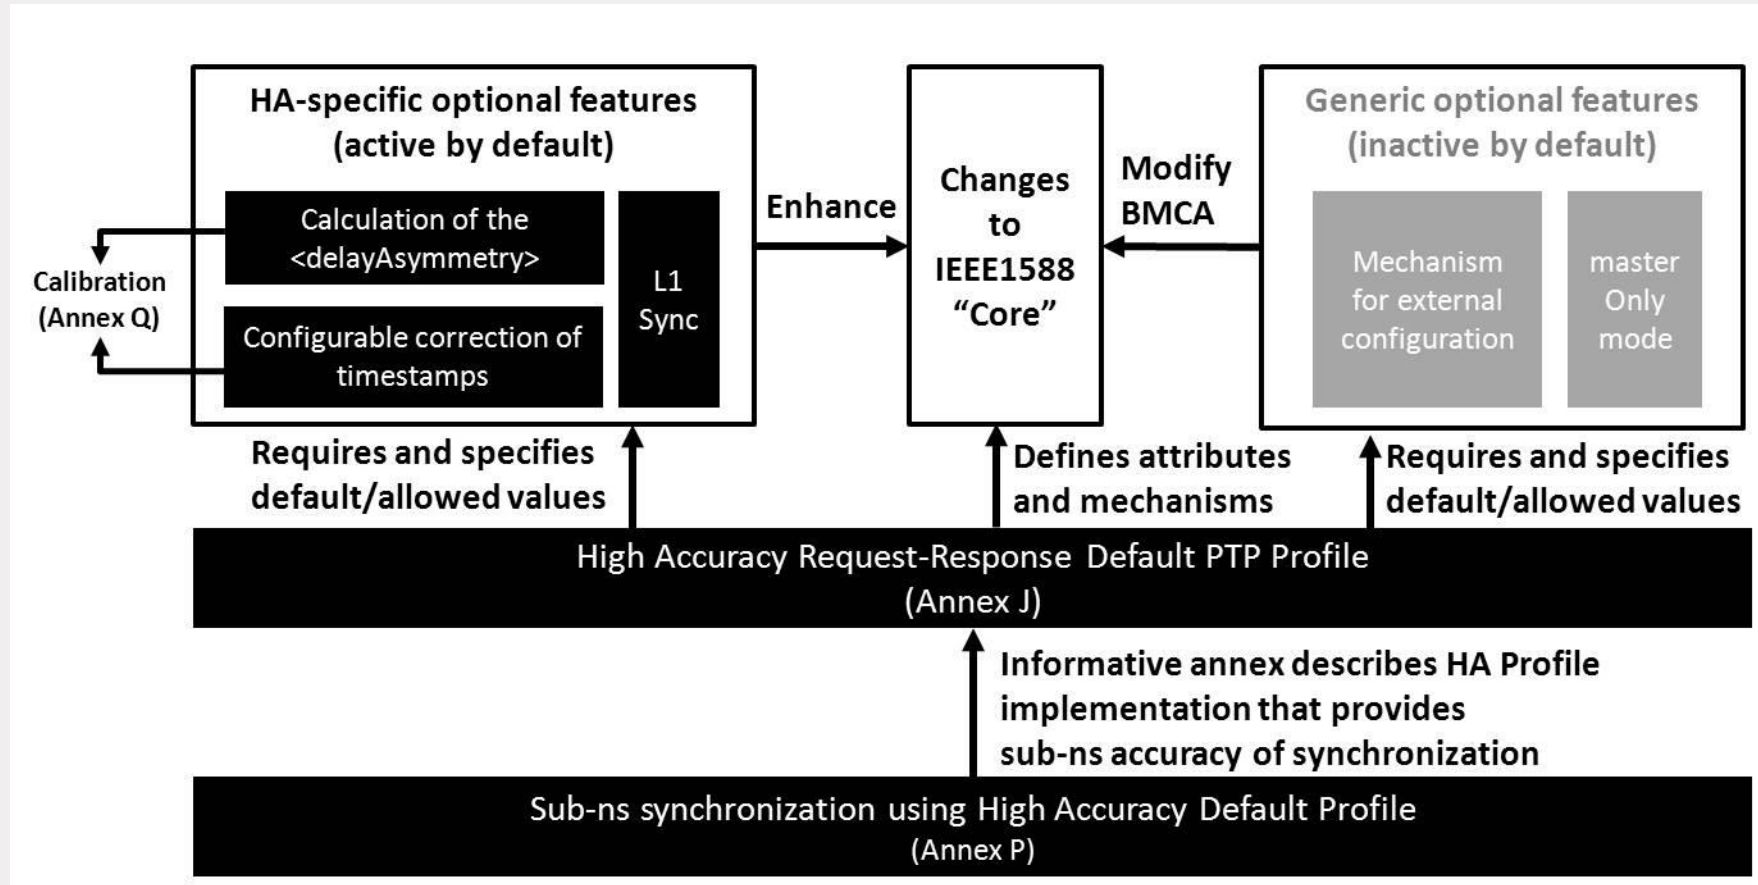 HA-specific optional features
(active by default)
Calculation of the
<delayAsymmetry>
Configurable correction of
timestamps
L1
Sync
Calibration
(Annex Q)
Enhance
Changes
to
IEEE1588
“Core”
Modify
BMCA
Generic optional features
(inactive by default)
Mechanism
for external
configuration
master
Only
mode
Requires and specifies
default/allowed values
Defines attributes
and mechanisms
Requires and specifies
default/allowed values
High Accuracy Request-Response Default PTP Profile
(Annex J)
Informative annex describes HA Profile
implementation that provides
sub-ns accuracy of synchronization
Sub-ns synchronization using High Accuracy Default Profile
(Annex P)